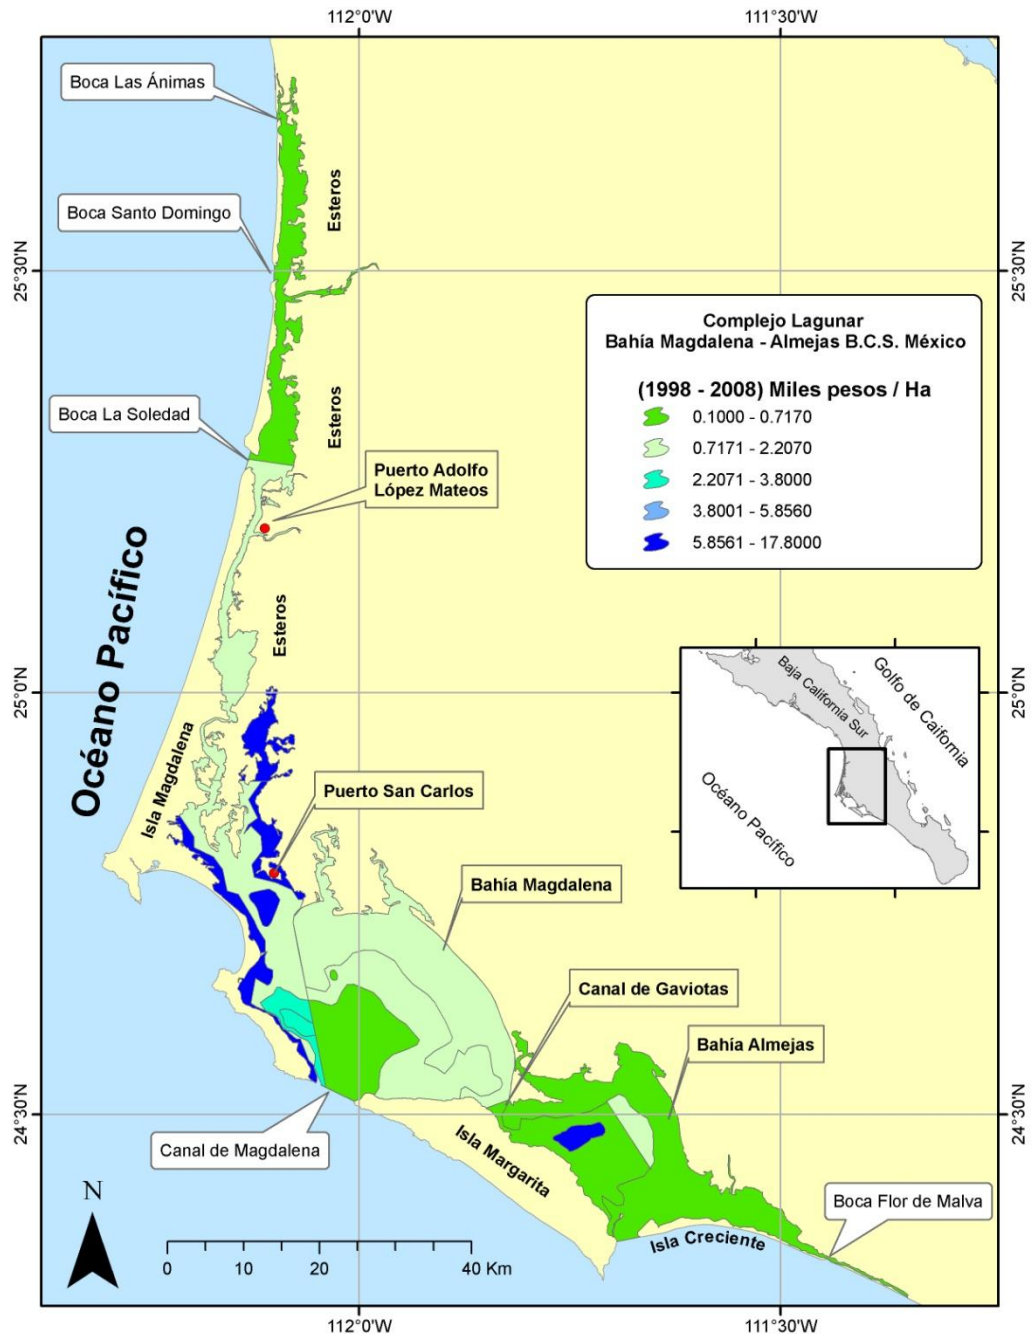 112°0'W
111°30'W
Boca Las Ánimas
Esteros
Boca Santo Domingo
25°30'N
25°30'N
Complejo Lagunar
Bahía Magdalena - Almejas B.C.S. México
(1998 - 2008) Miles pesos / Ha
0.1000 - 0.7170
0.7171 - 2.2070
2.2071 - 3.8000
3.8001 - 5.8560
5.8561 - 17.8000
Boca La Soledad
Esteros
Puerto Adolfo
López Mateos
Océano Pacífico
Esteros
25°0'N
25°0'N
Baja California Sur
Golfo de Caifornia
Océano Pacífico
Isla Magdalena
Puerto San Carlos
Bahía Magdalena
Canal de Gaviotas
Bahía Almejas
24°30'N
24°30'N
Canal de Magdalena
Isla Margarita
Boca Flor de Malva
Isla Creciente
N
0 10 20 40 Km
112°0'W
111°30'W